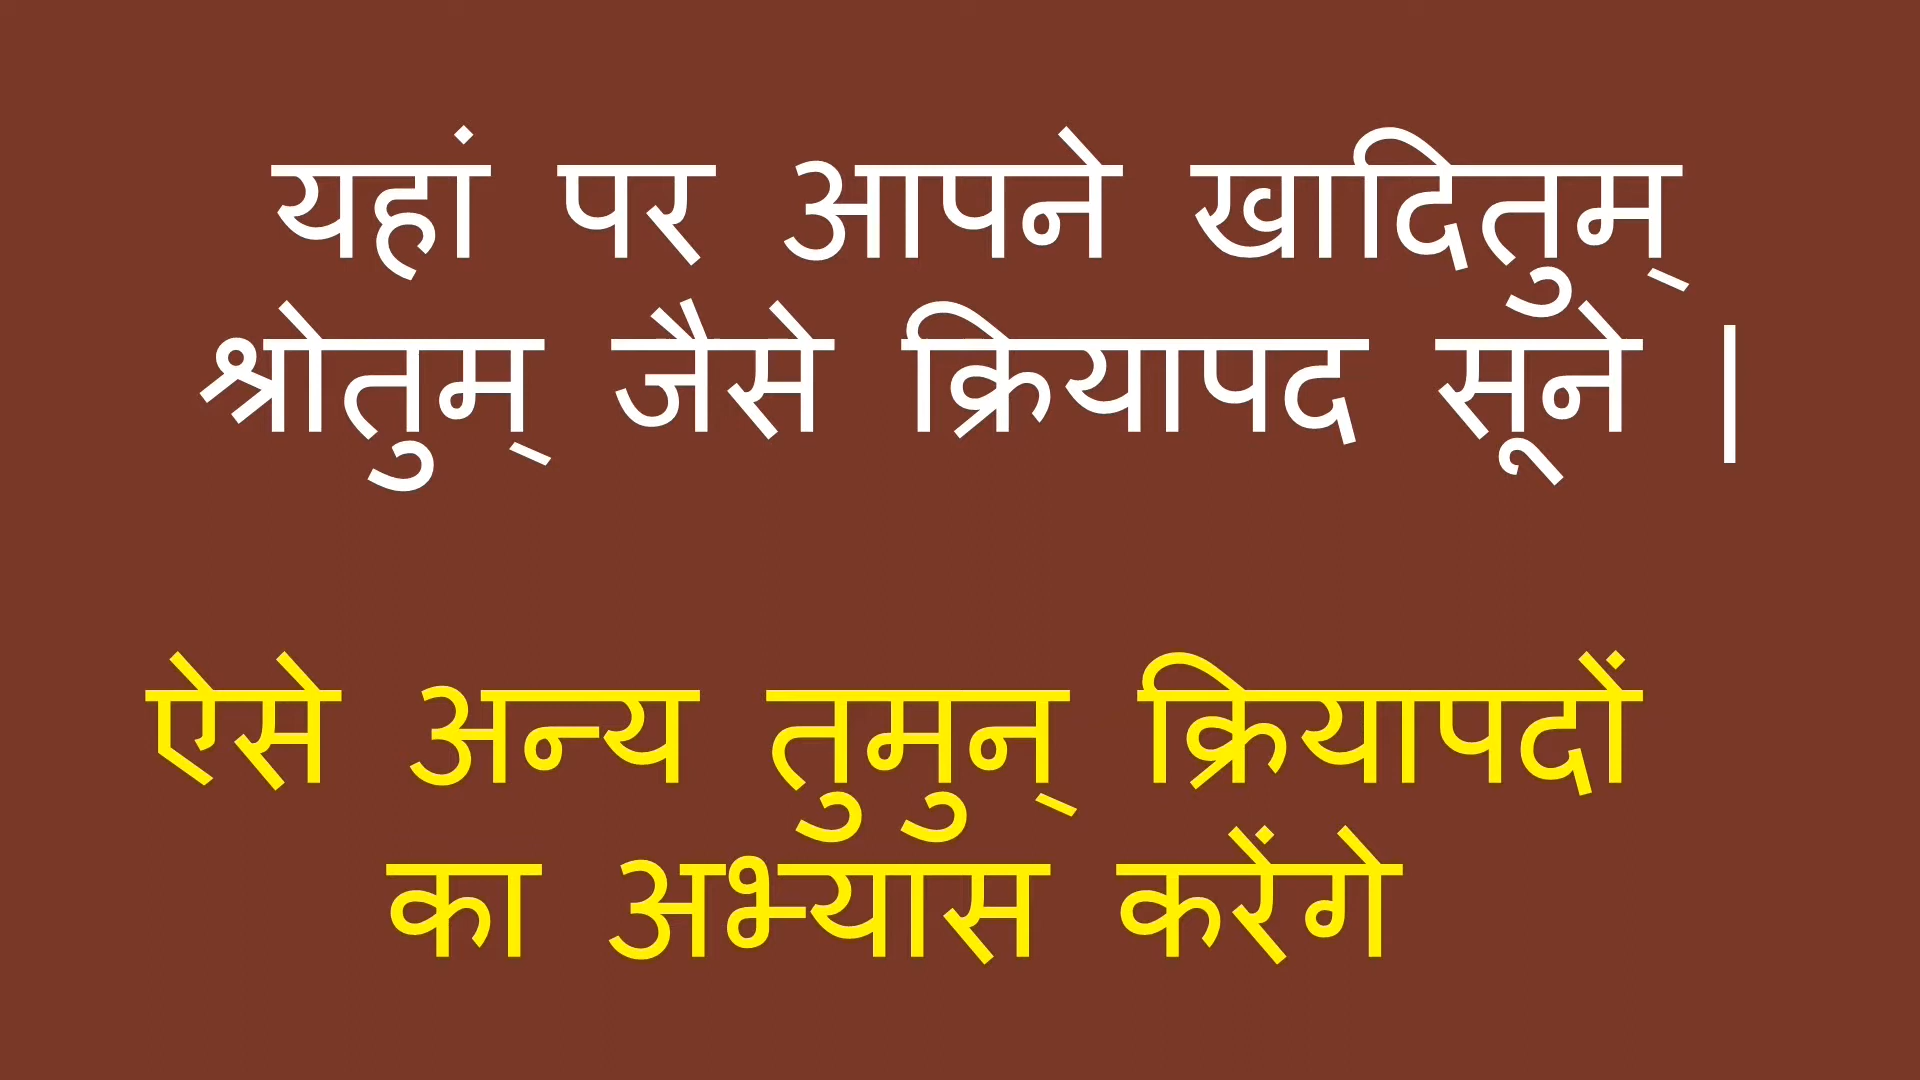 यहां पर आपने खादितुम्
श्रोतुम् जैसे क्रियापद सूने |
ऐसे अन्य तुमुन् क्रियापदों
का अभ्यास करेंगे